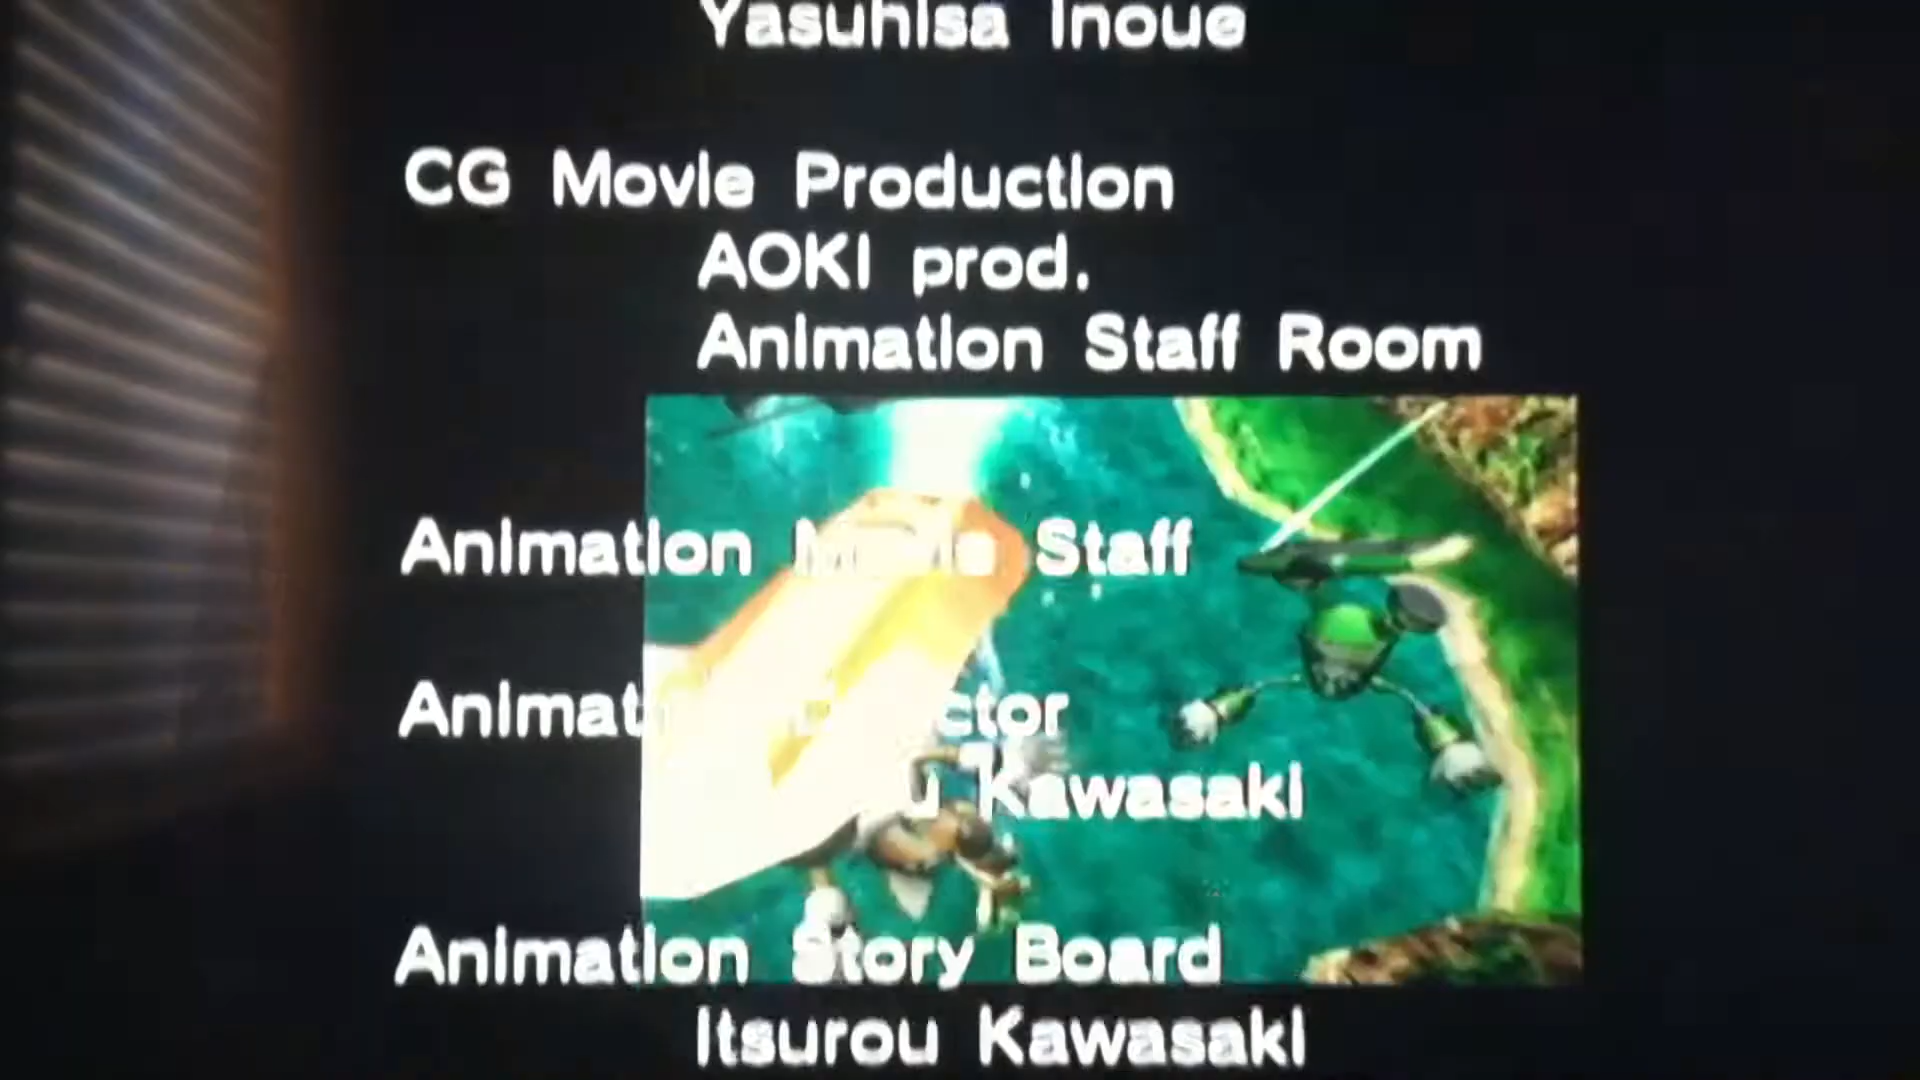 Yasuhisa Inoue
CG Movie Production
AOKI prod.
Animation Staff Room
Animation Movie Staff
Animat ctor
u Kawasaki
Animation Story Board
Itsurou Kawasaki